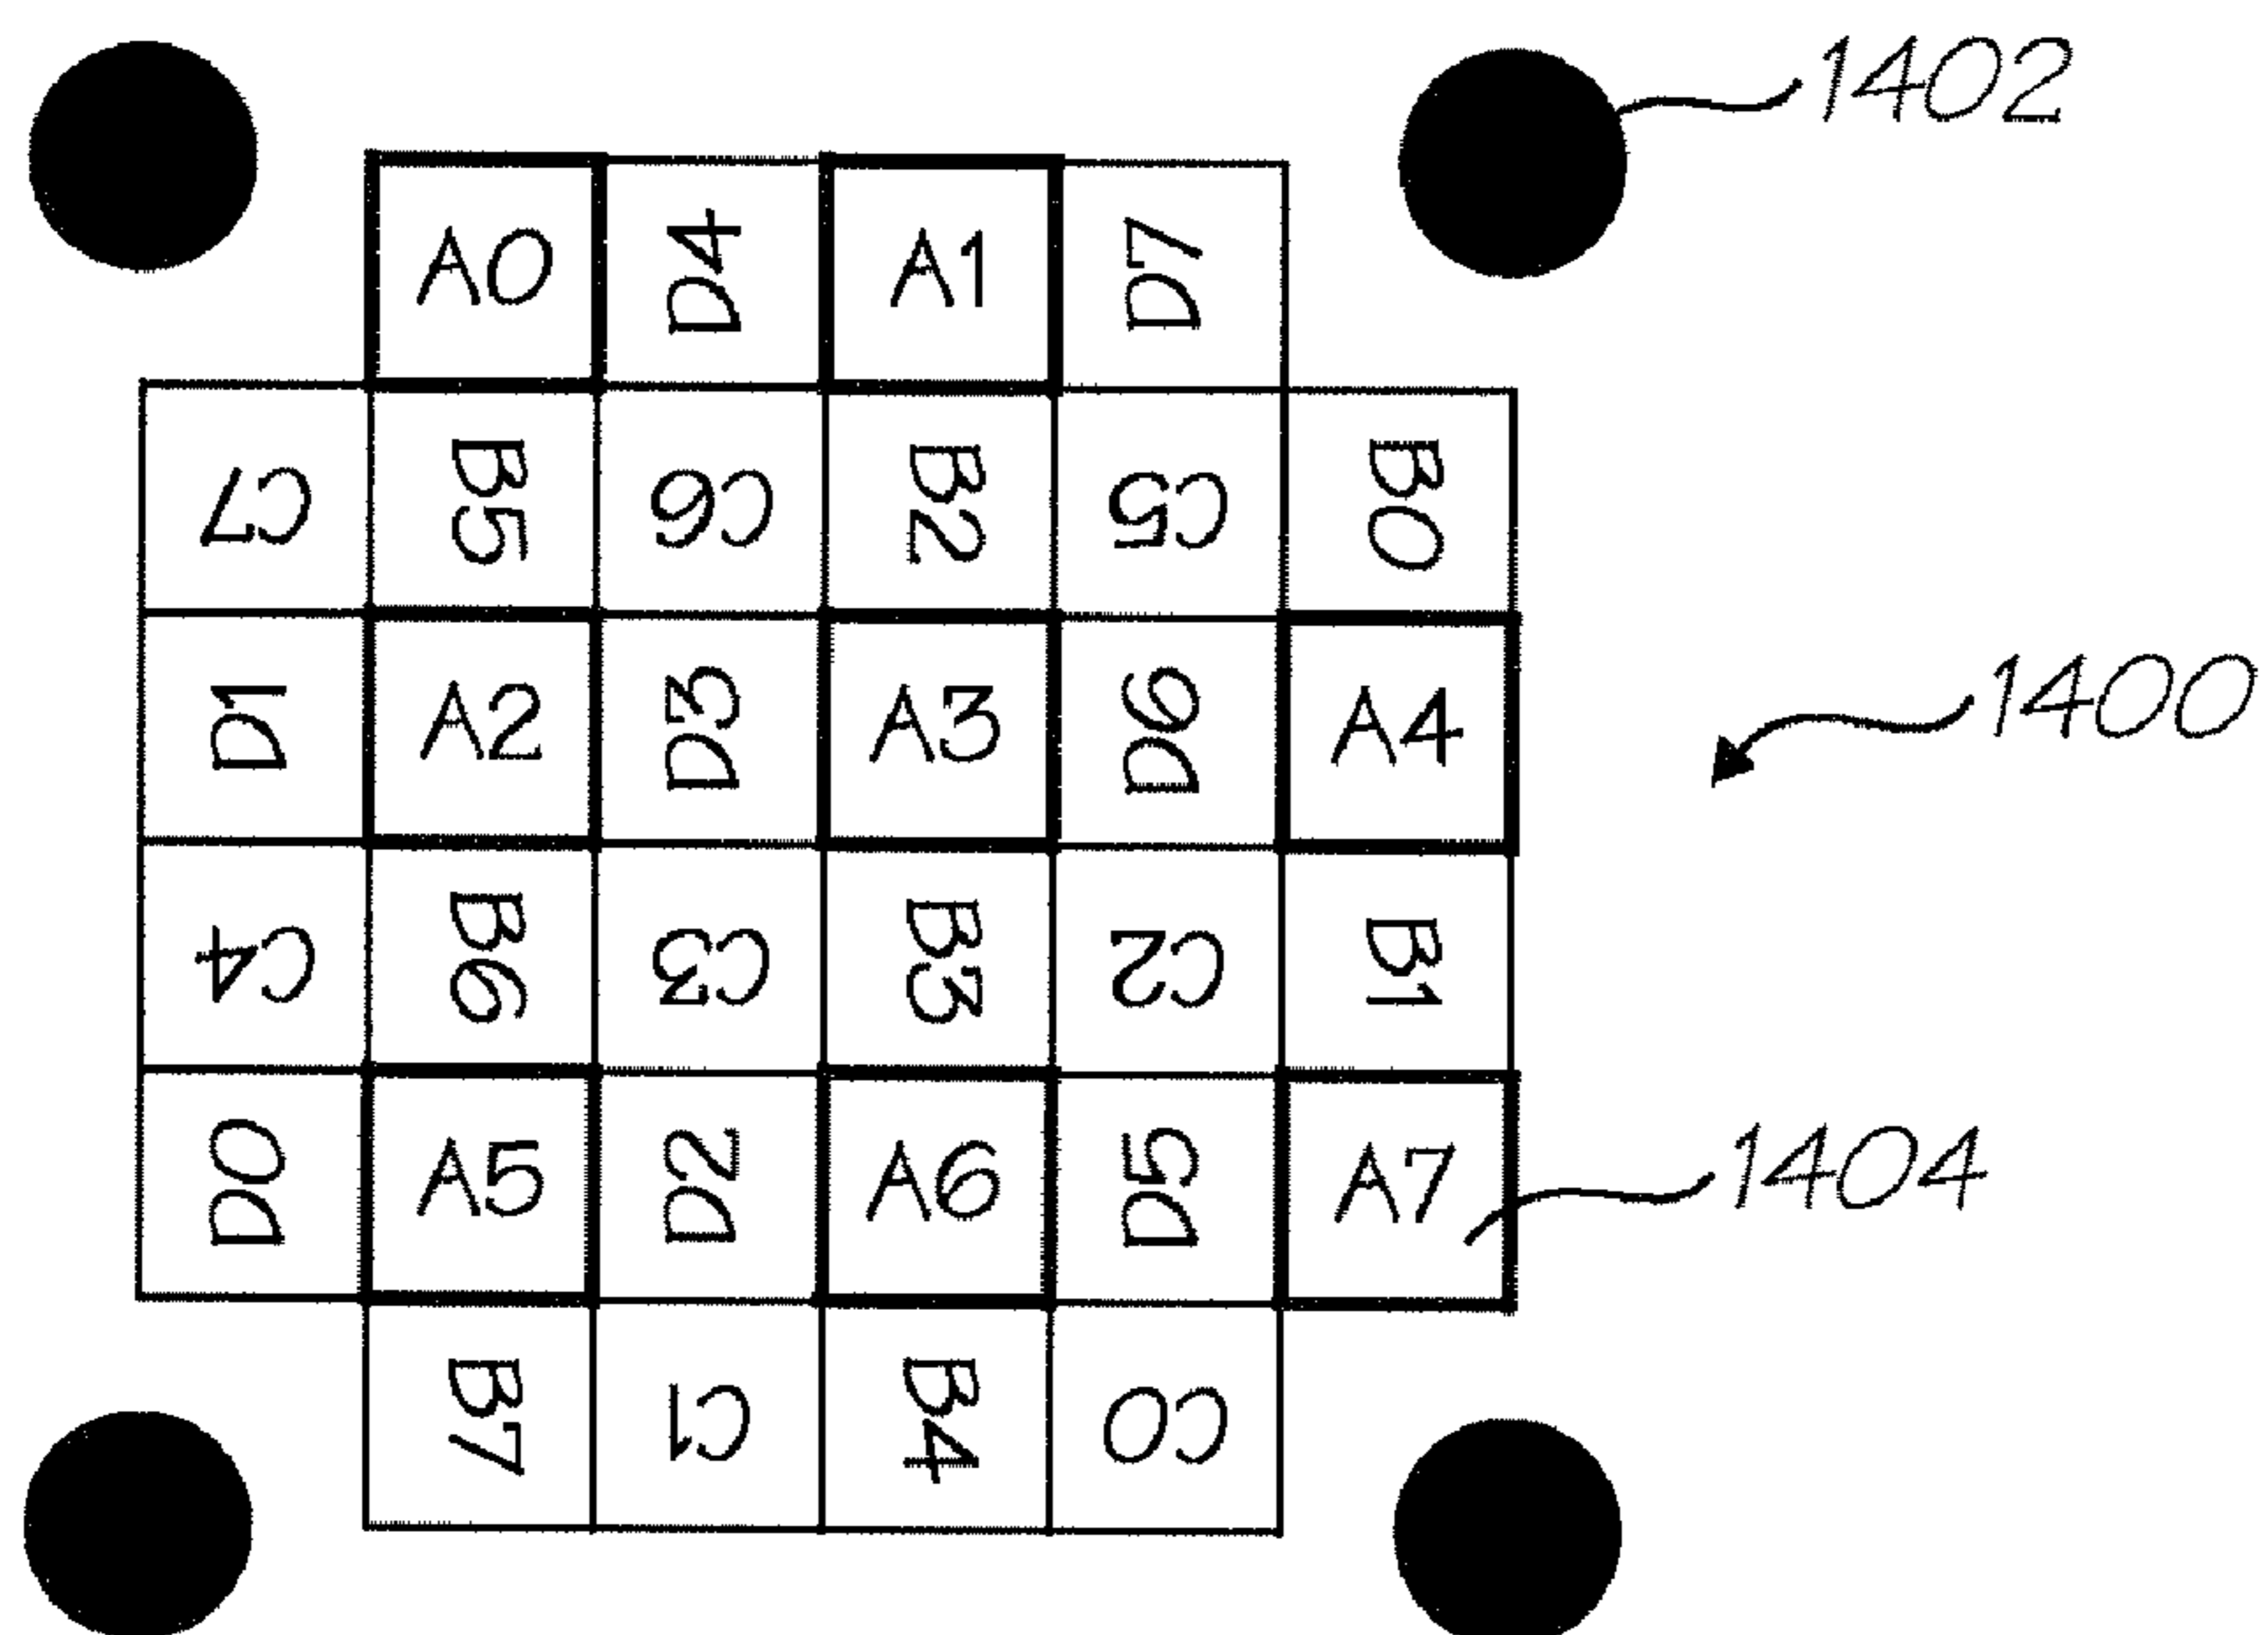 1402
A0 D4 A1 D7
C7 B5 C6 B2 C5 B0
D1 A2 D3 A3 D6 A4
1400
C4 B6 C3 B3 C2 B1
D0 A5 D2 A6 D5 A7
1404
B7 C1 B4 C0